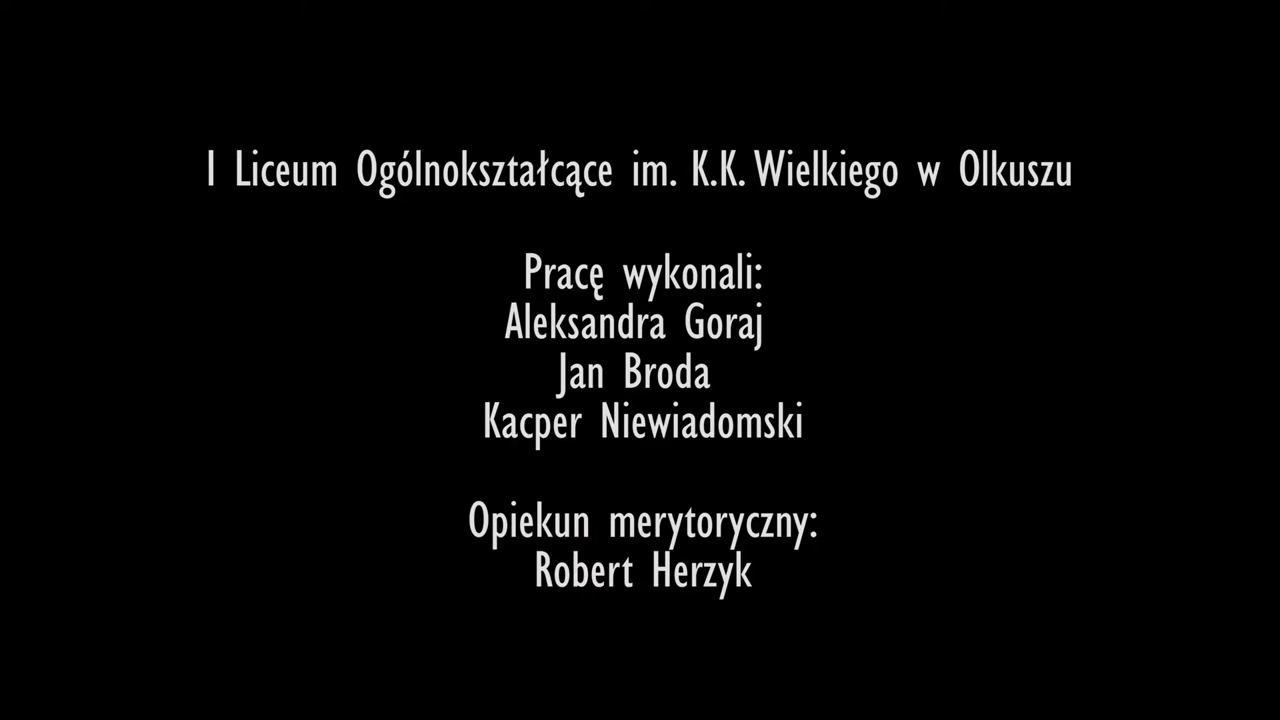 I Liceum Ogólnokształcące im. K.K. Wielkiego w Olkuszu
Pracę wykonali:
Aleksandra Goraj
Jan Broda
Kacper Niewiadomski
Opiekun merytoryczny:
Robert Herzyk